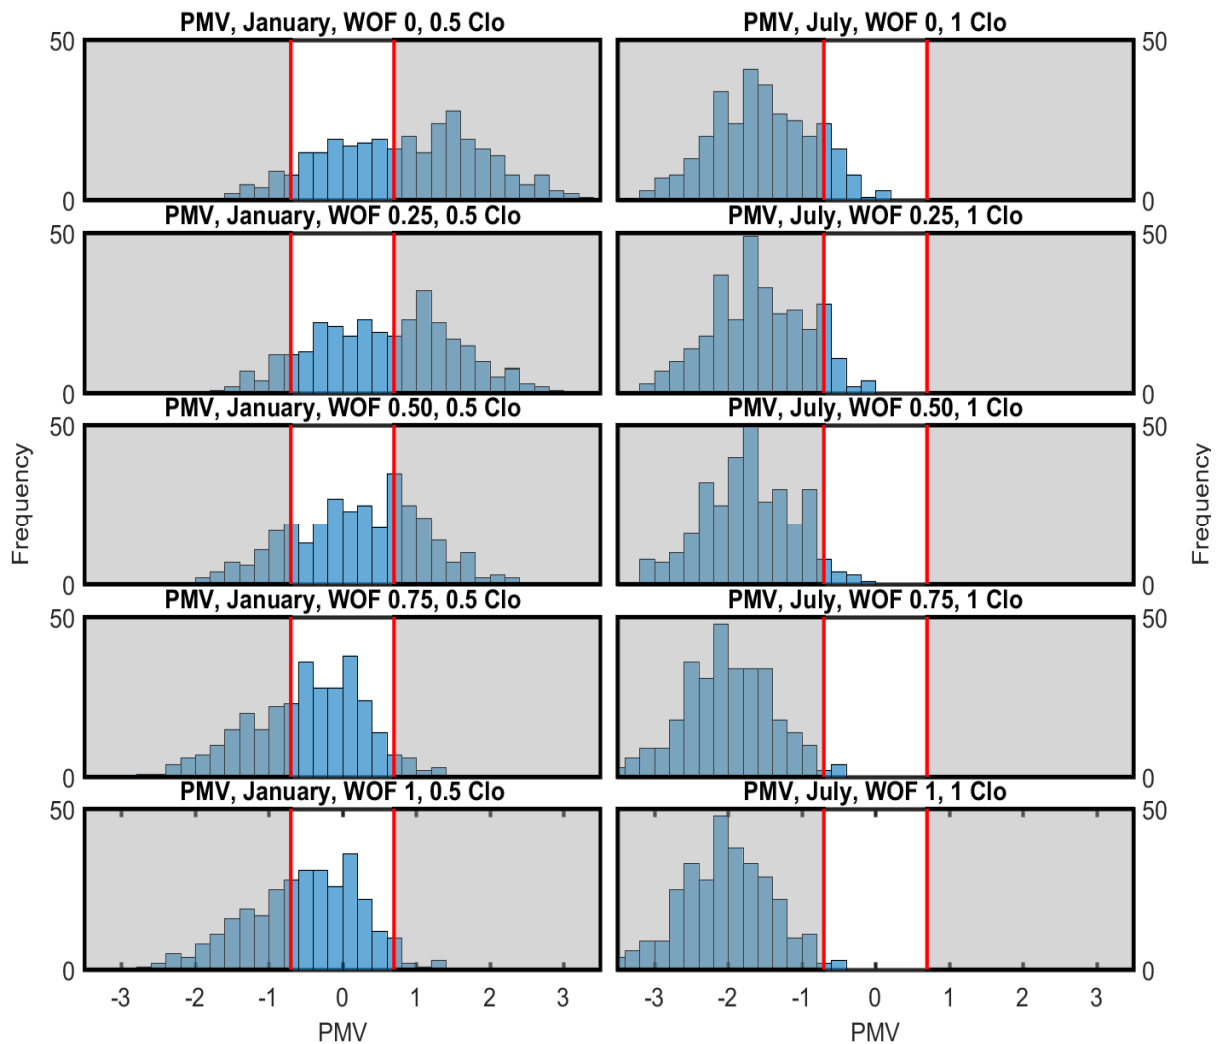 PMV, January, WOF 0, 0.5 Clo
PMV, July, WOF 0, 1 Clo
50
50
0
0
PMV, January, WOF 0.25, 0.5 Clo
PMV, July, WOF 0.25, 1 Clo
50
50
0
0
PMV, January, WOF 0.50, 0.5 Clo
PMV, July, WOF 0.50, 1 Clo
50
50
Frequency
Frequency
0
0
PMV, January, WOF 0.75, 0.5 Clo
PMV, July, WOF 0.75, 1 Clo
50
50
0
0
PMV, January, WOF 1, 0.5 Clo
PMV, July, WOF 1, 1 Clo
50
50
0
0
-3 -2 -1 0 1 2 3
-3 -2 -1 0 1 2 3
PMV
PMV